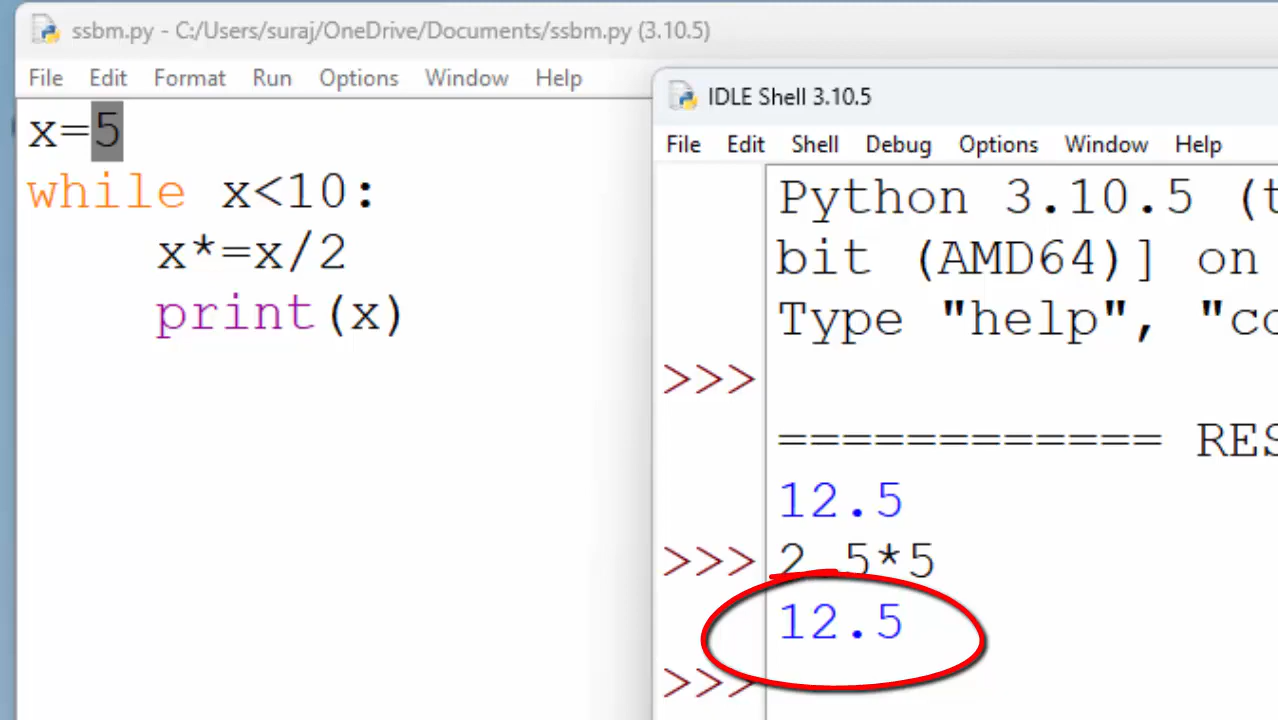 ssbm.py - C:/Users/suraj/OneDrive/Documents/ssbm.py (3.10.5)
File Edit Format Run Options Window Help
x=5
while x<10:
    x*=x/2
    print(x)
IDLE Shell 3.10.5
File Edit Shell Debug Options Window Help
Python 3.10.5 (t
bit (AMD64)] on
Type "help", "co
>>>
============ RES
12.5
>>> 2.5*5
12.5
>>>